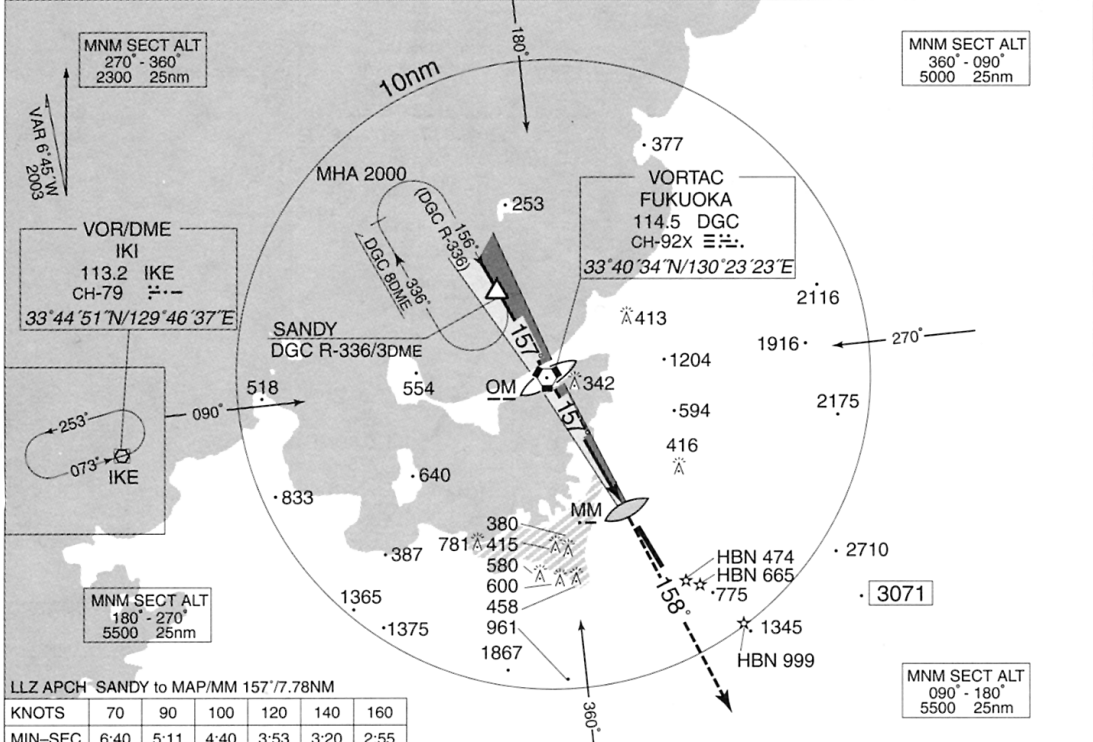 MNM SECT ALT
270° - 360°
2300 25nm
VAR 6°45´W
2003
180°
10nm
MNM SECT ALT
360° - 090°
5000 25nm
377
MHA 2000
253
(DGC R-336)
156°
336°
DGC 8DME
VORTAC
FUKUOKA
114.5 DGC
CH-92X
33°40´34˝N/130°23´23˝E
VOR/DME
IKI
113.2 IKE
CH-79
33°44´51˝N/129°46´37˝E
SANDY
DGC R-336/3DME
157°
2116
413
1916
270°
1204
OM
342
554
518
090°
594
2175
157°
416
253°
073°
IKE
640
833
MM
380
781
415
387
580
600
458
961
1867
HBN 474
HBN 665
775
2710
3071
158°
1345
HBN 999
1365
1375
MNM SECT ALT
180° - 270°
5500 25nm
360°
MNM SECT ALT
090° - 180°
5500 25nm
LLZ APCH SANDY to MAP/MM 157°/7.78NM
KNOTS 70 90 100 120 140 160
MIN–SEC 6:40 5:11 4:40 3:53 3:20 2:55